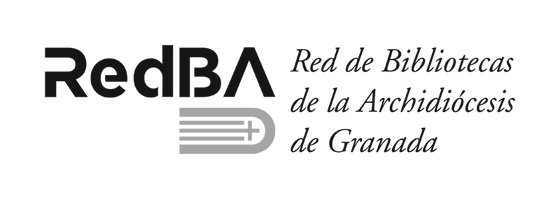 RedBA
Red de Bibliotecas
de la Archidiócesis
de Granada